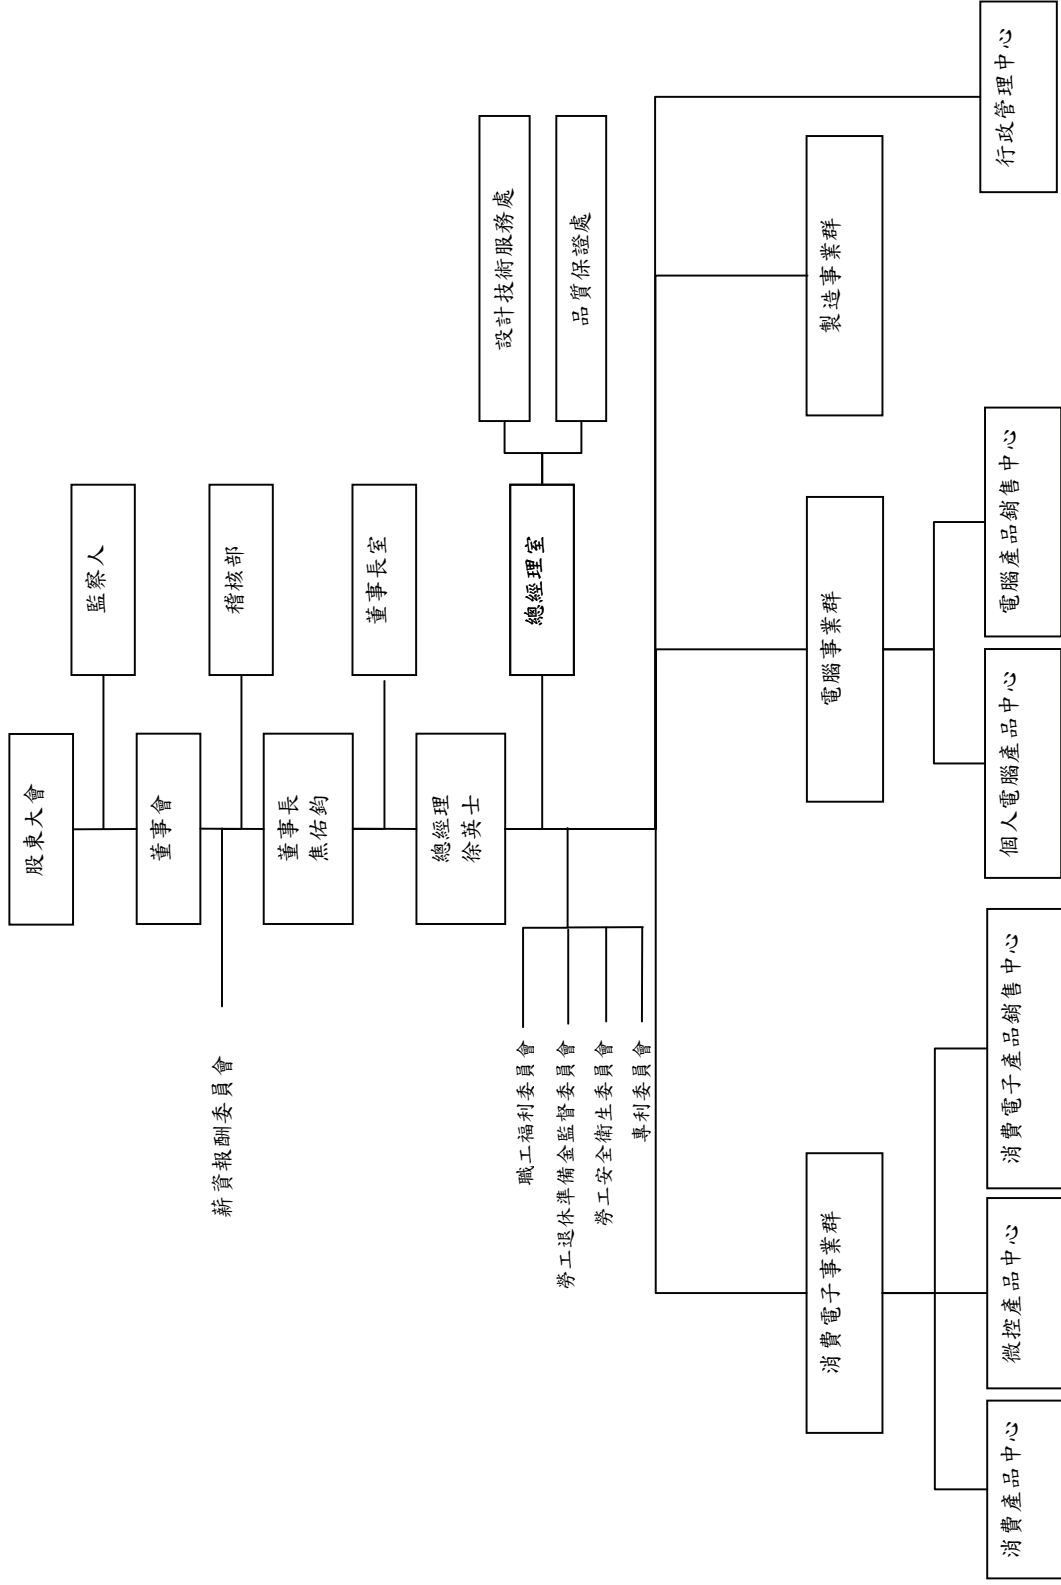 股東大會
監察人
董事會
稽核部
薪資報酬委員會
董事長
焦佑鈞
董事長室
總經理
徐英士
總經理室
設計技術服務處
品質保證處
職工福利委員會
勞工退休準備金監督委員會
勞工安全衛生委員會
專利委員會
消費電子事業群
電腦事業群
製造事業群
行政管理中心
消費產品中心
微控產品中心
消費電子產品銷售中心
個人電腦產品中心
電腦產品銷售中心